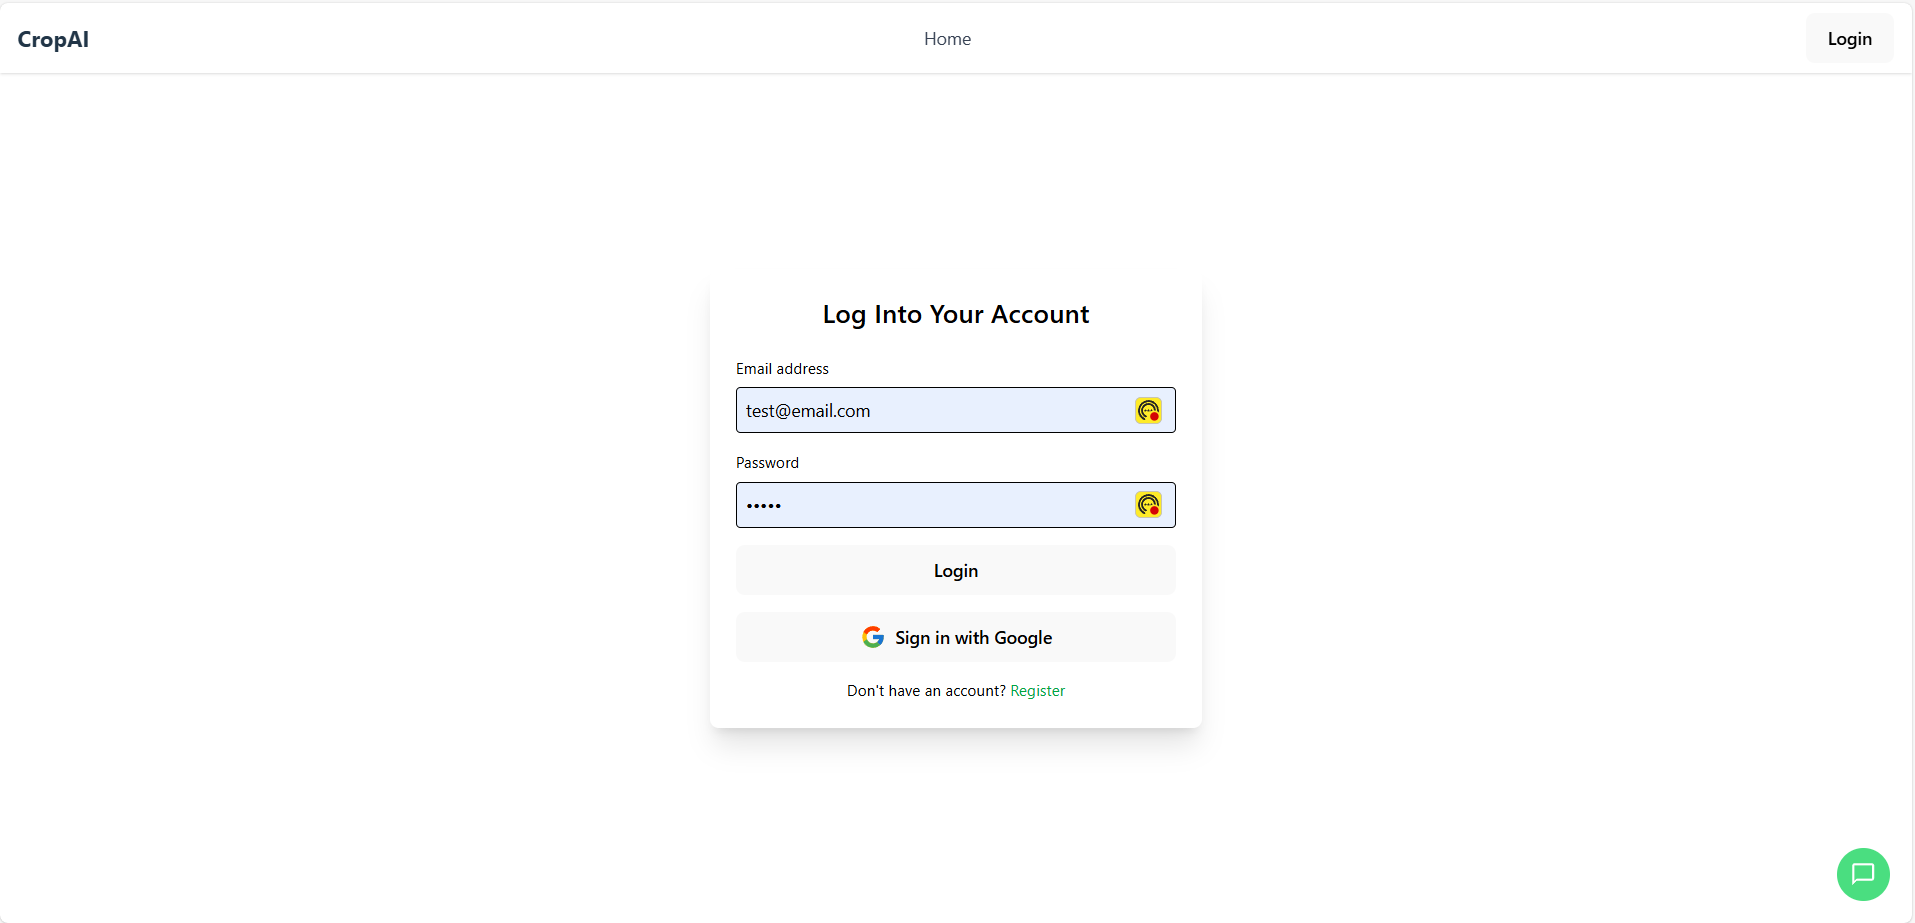 CropAI
Home
Login
Log Into Your Account
Email address
test@email.com
Password
•••••
Login
Sign in with Google
Don't have an account? Register